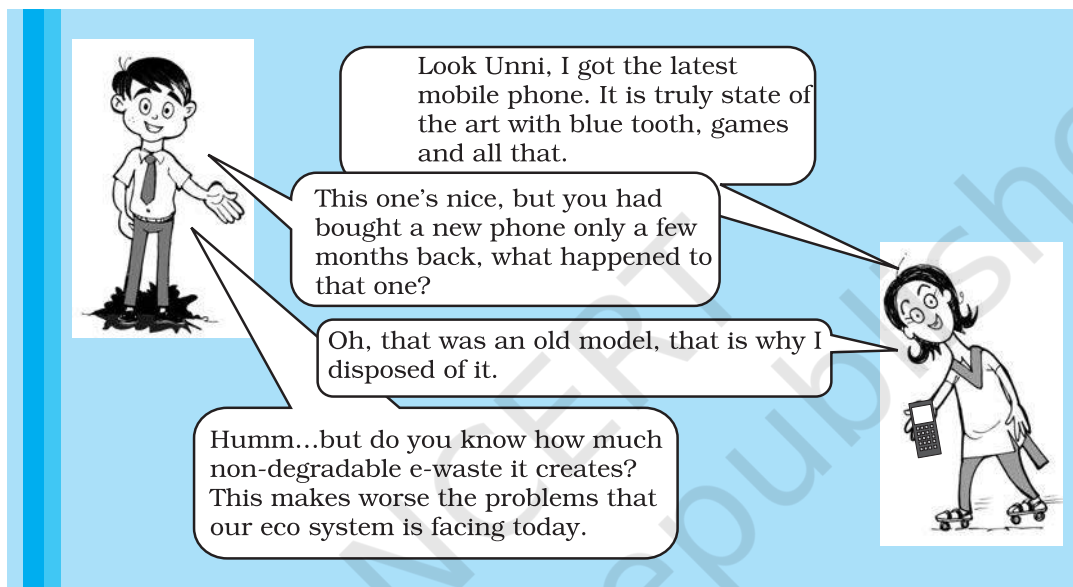 Look Unni, I got the latest
mobile phone. It is truly state of
the art with blue tooth, games
and all that.
This one's nice, but you had
bought a new phone only a few
months back, what happened to
that one?
Oh, that was an old model, that is why I
disposed of it.
Humm...but do you know how much
non-degradable e-waste it creates?
This makes worse the problems that
our eco system is facing today.
NCERT
republishe